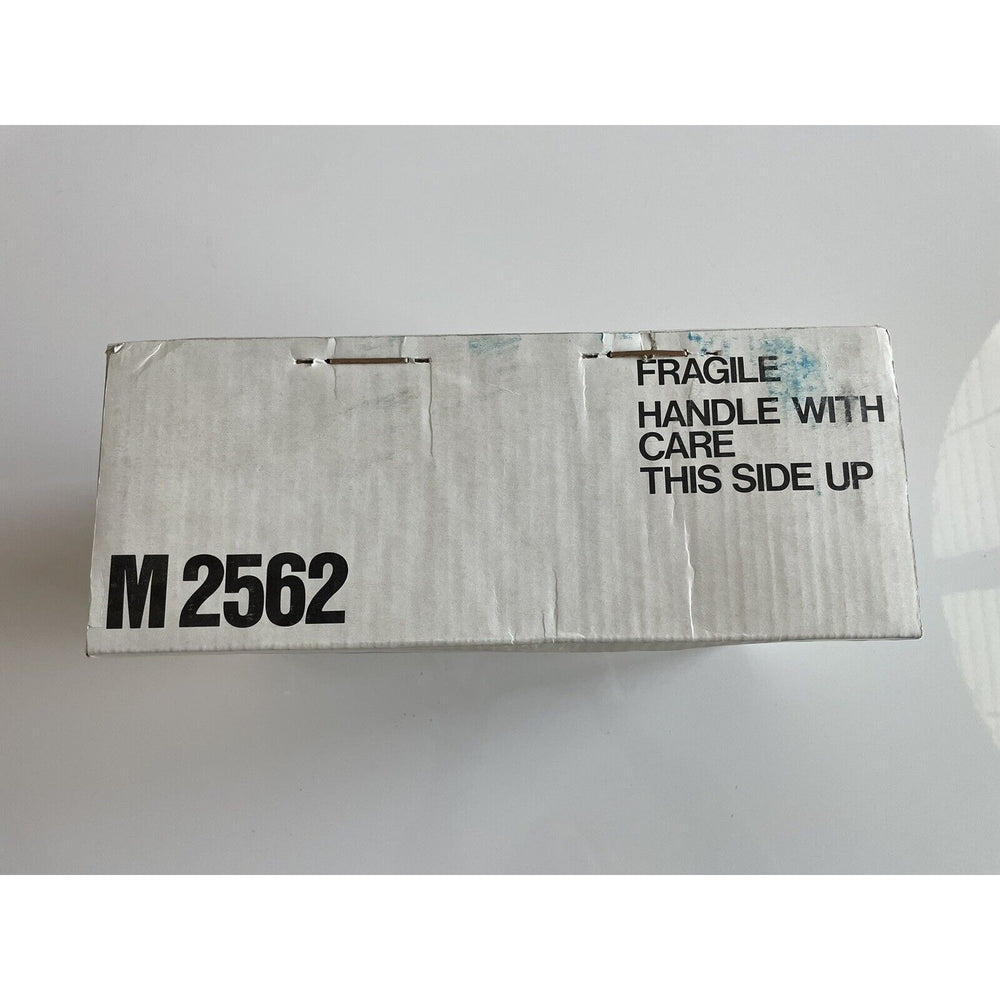 FRAGILE
HANDLE WITH
CARE
THIS SIDE UP
M 2562